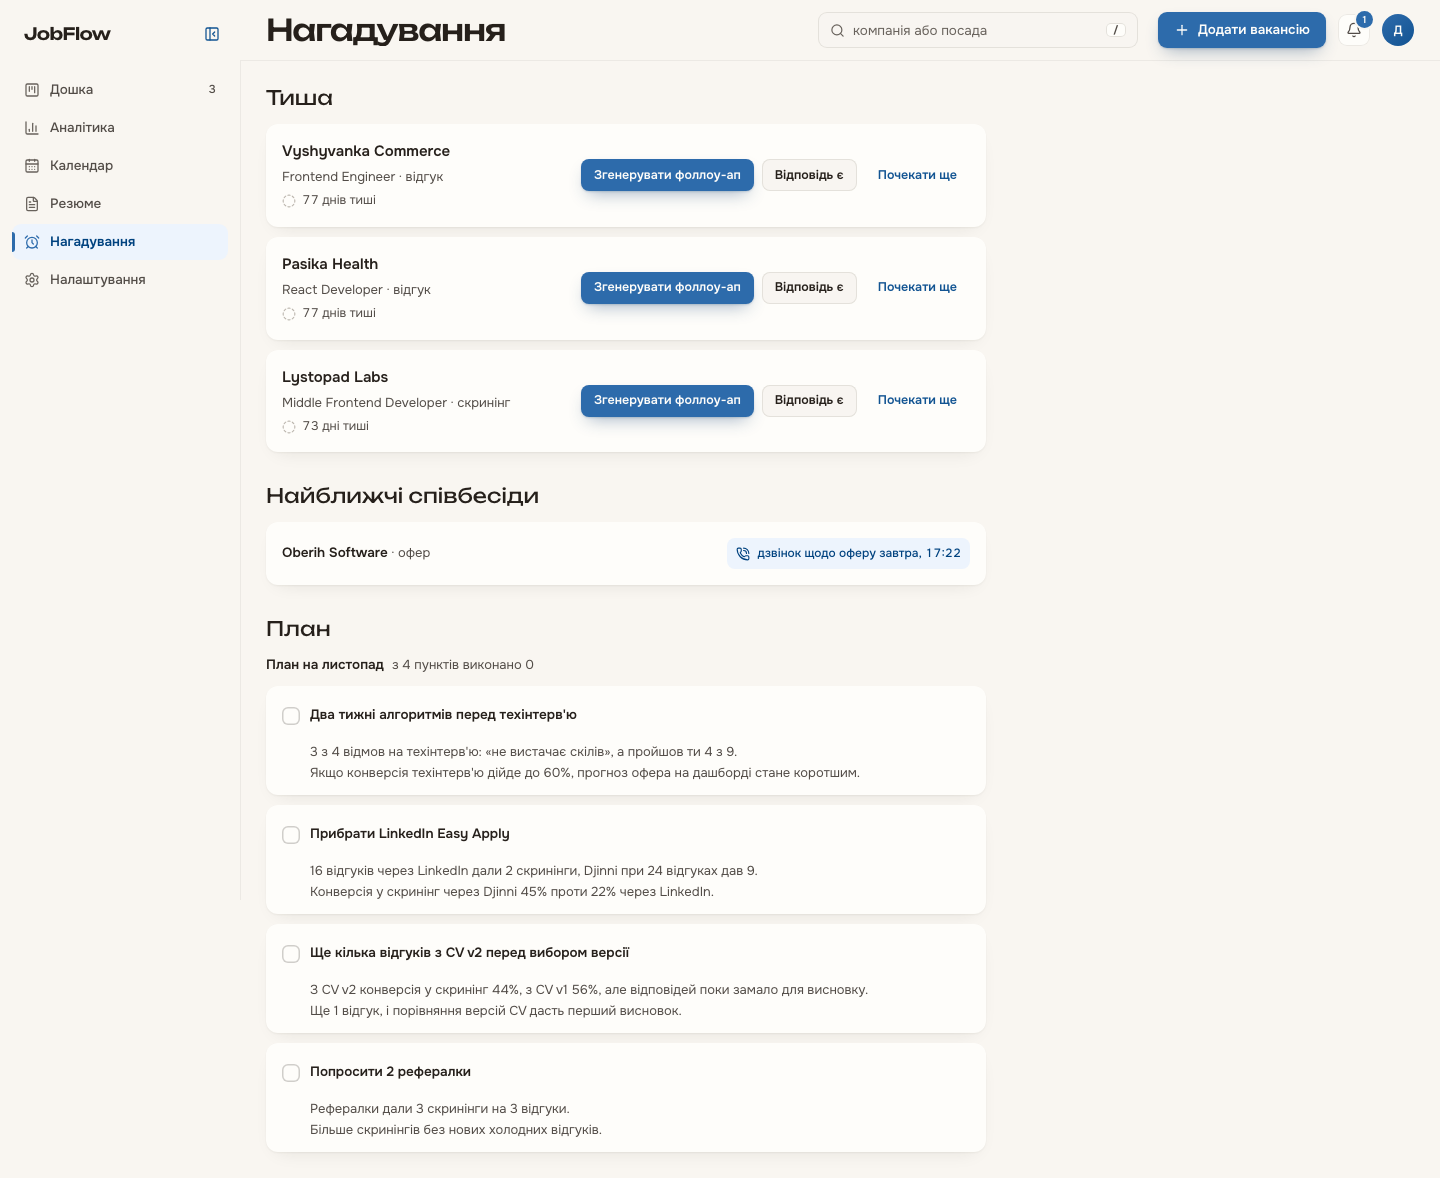 JobFlow
Нагадування
компанія або посада
/
Додати вакансію
1
Д
Дошка
3
Аналітика
Календар
Резюме
Нагадування
Налаштування
Тиша
Vyshyvanka Commerce
Frontend Engineer · відгук
77 днів тиші
Згенерувати фоллоу-ап
Відповідь є
Почекати ще
Pasika Health
React Developer · відгук
77 днів тиші
Згенерувати фоллоу-ап
Відповідь є
Почекати ще
Lystopad Labs
Middle Frontend Developer · скринінг
73 дні тиші
Згенерувати фоллоу-ап
Відповідь є
Почекати ще
Найближчі співбесіди
Oberih Software · офер
дзвінок щодо оферу завтра, 17:22
План
План на листопад з 4 пунктів виконано 0
Два тижні алгоритмів перед техінтерв'ю
3 з 4 відмов на техінтерв'ю: «не вистачає скілів», а пройшов ти 4 з 9.
Якщо конверсія техінтерв'ю дійде до 60%, прогноз офера на дашборді стане коротшим.
Прибрати LinkedIn Easy Apply
16 відгуків через LinkedIn дали 2 скринінги, Djinni при 24 відгуках дав 9.
Конверсія у скринінг через Djinni 45% проти 22% через LinkedIn.
Ще кілька відгуків з CV v2 перед вибором версії
З CV v2 конверсія у скринінг 44%, з CV v1 56%, але відповідей поки замало для висновку.
Ще 1 відгук, і порівняння версій CV дасть перший висновок.
Попросити 2 рефералки
Рефералки дали 3 скринінги на 3 відгуки.
Більше скринінгів без нових холодних відгуків.